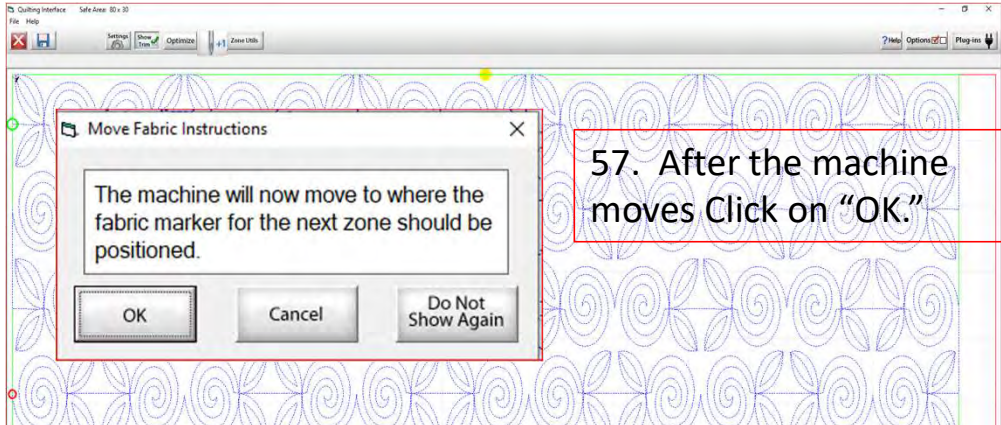 Quilting Interface Safe Area: 80 x 30
File Help
Settings Show Trim Optimize +1 Zone Utils ?Help Options Plug-ins
Move Fabric Instructions
The machine will now move to where the
fabric marker for the next zone should be
positioned.
OK Cancel Do Not
Show Again
57. After the machine
moves Click on “OK.”